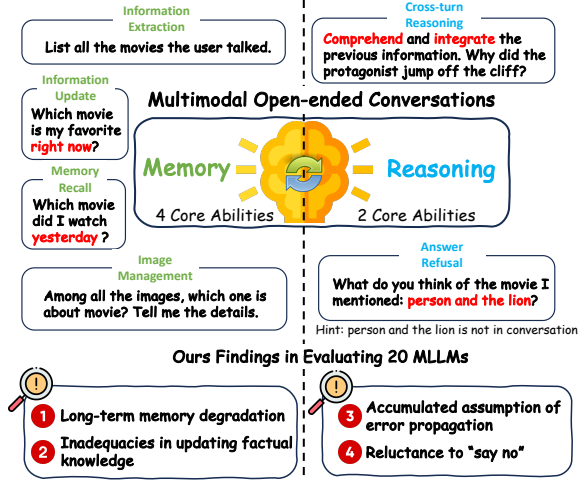 Information
Extraction
List all the movies the user talked.
Cross-turn
Reasoning
Comprehend and integrate the
previous information. Why did the
protagonist jump off the cliff?
Information
Update
Which movie
is my favorite
right now?
Multimodal Open-ended Conversations
Memory
4 Core Abilities
Reasoning
2 Core Abilities
Memory
Recall
Which movie
did I watch
yesterday ?
Image
Management
Among all the images, which one is
about movie? Tell me the details.
Answer
Refusal
What do you think of the movie I
mentioned: person and the lion?
Hint: person and the lion is not in conversation
Ours Findings in Evaluating 20 MLLMs
1 Long-term memory degradation
2 Inadequacies in updating factual
knowledge
3 Accumulated assumption of
error propagation
4 Reluctance to “say no”